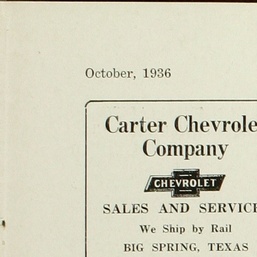 October, 1936
Carter Chevrole
Company
CHEVROLET
SALES AND SERVIC
We Ship by Rail
BIG SPRING, TEXAS